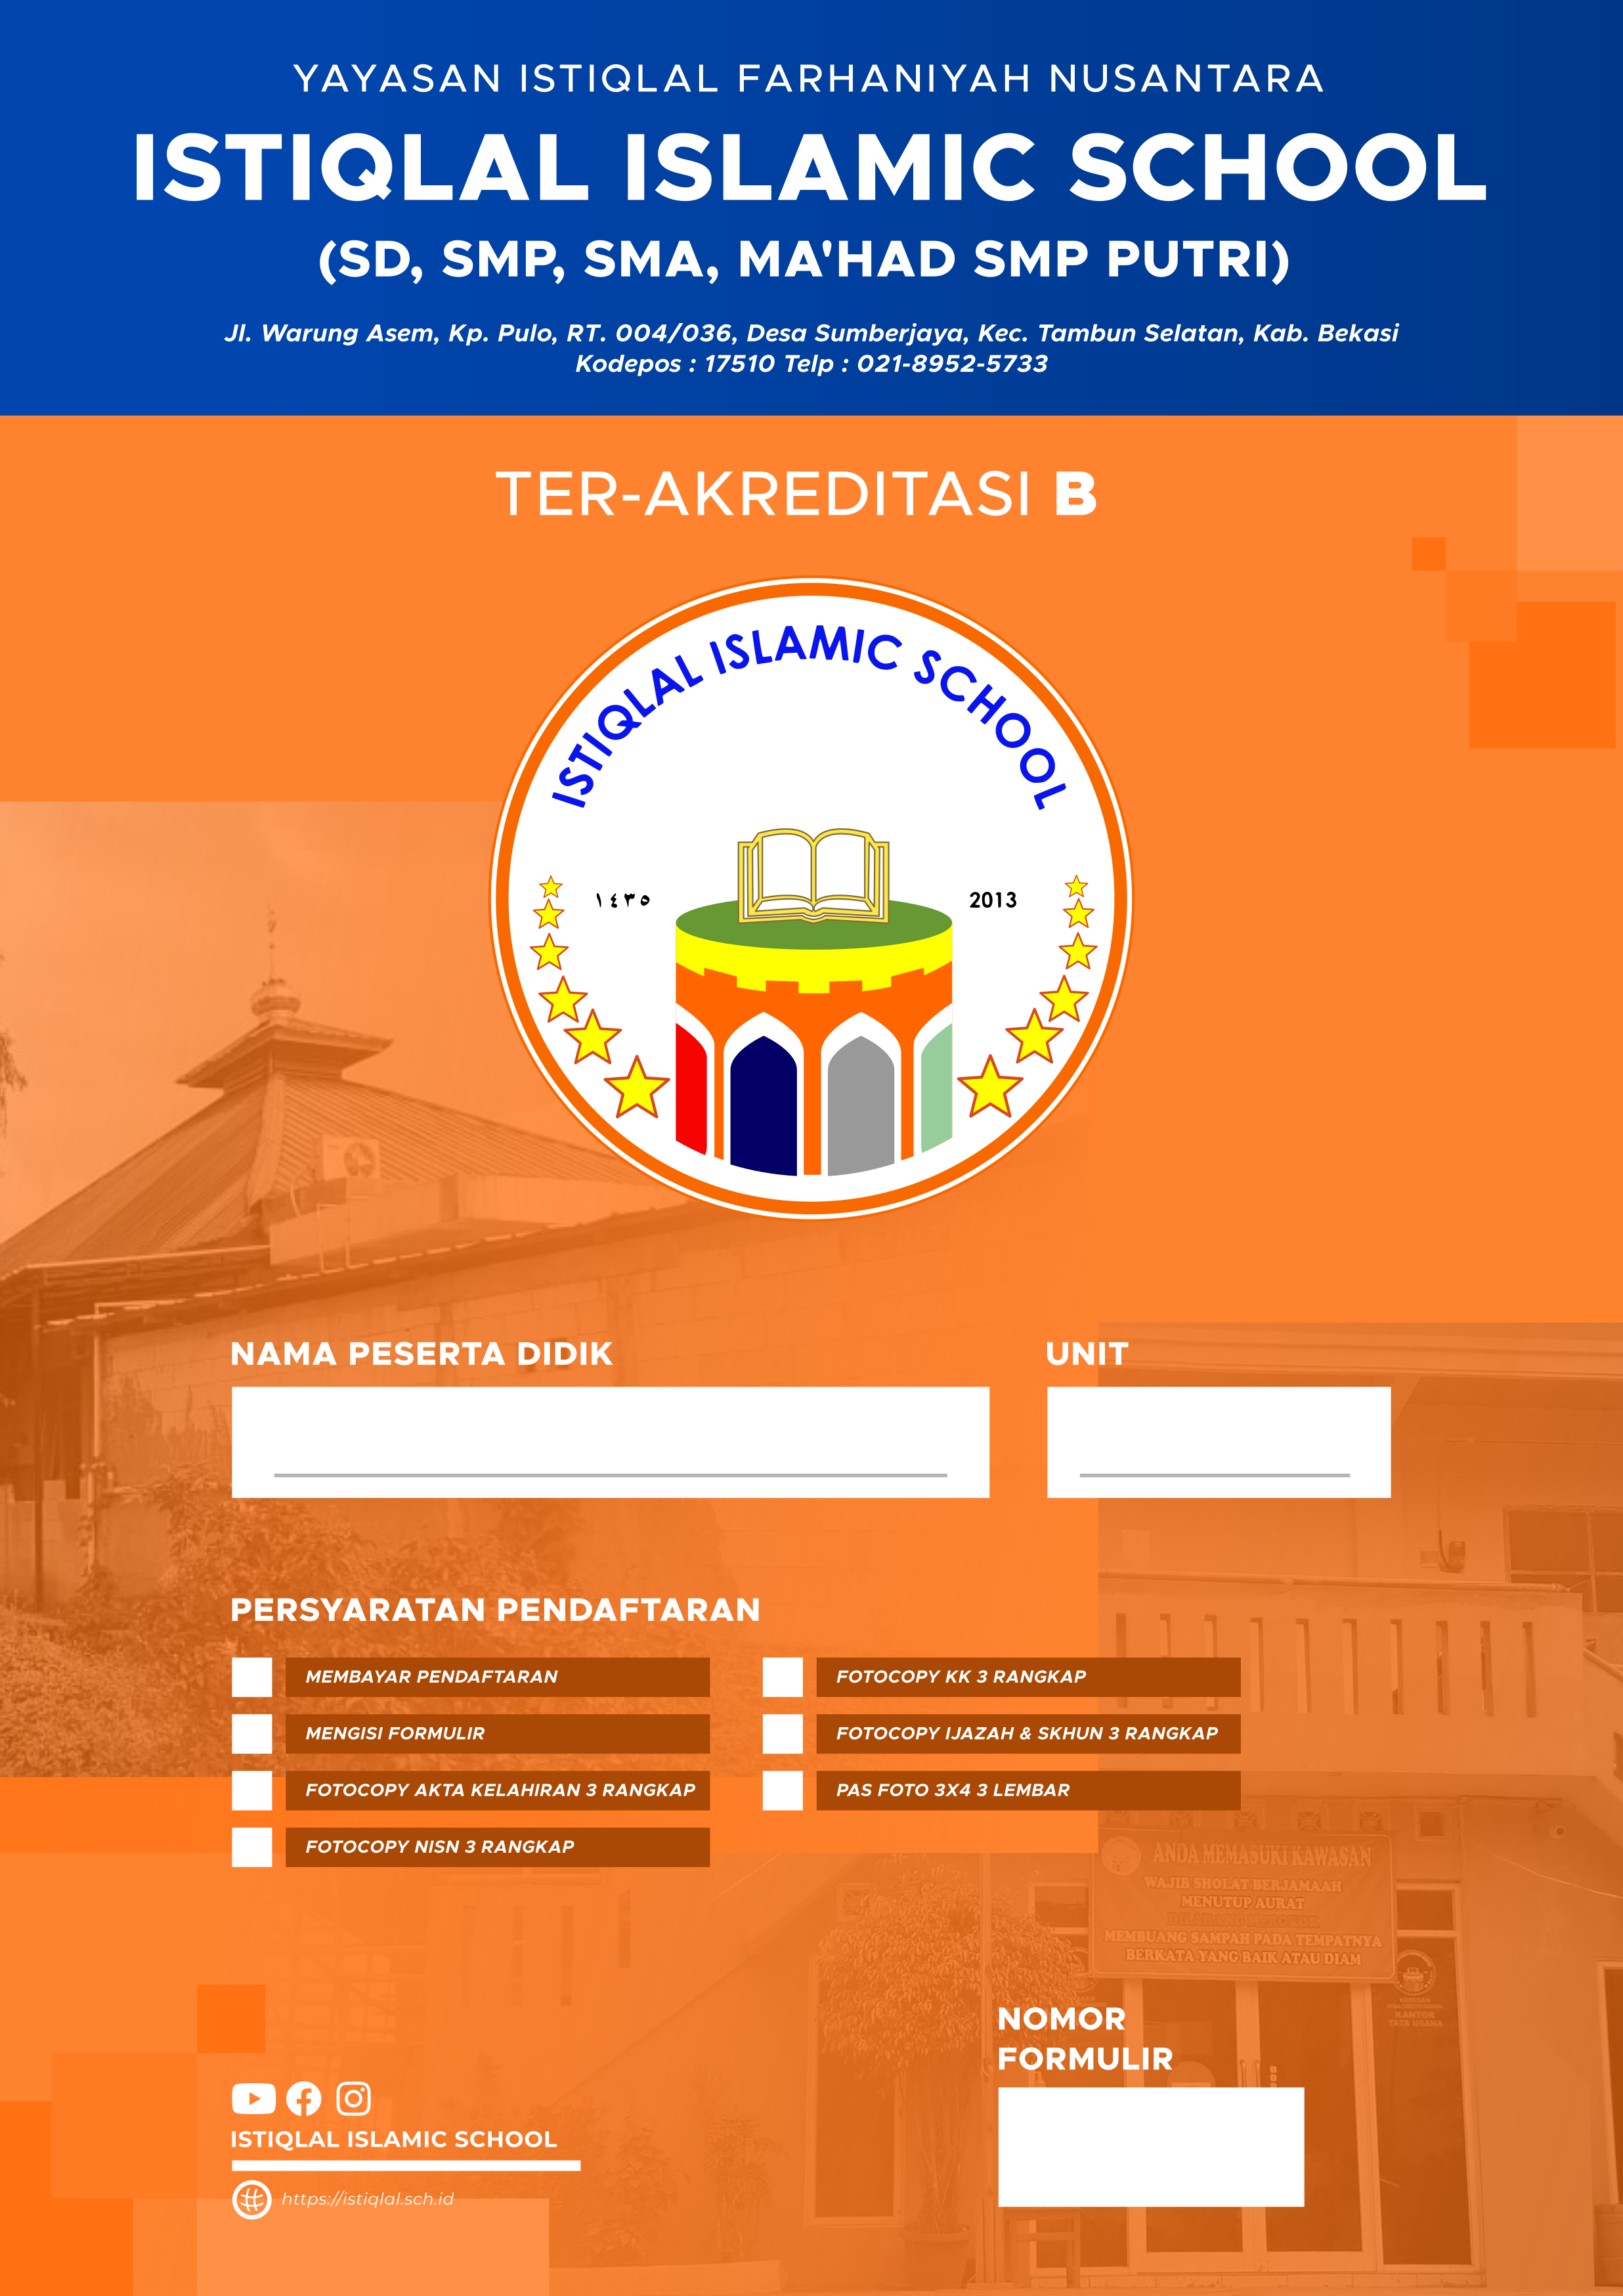 YAYASAN ISTIQLAL FARHANIYAH NUSANTARA
ISTIQLAL ISLAMIC SCHOOL
(SD, SMP, SMA, MA'HAD SMP PUTRI)
Jl. Warung Asem, Kp. Pulo, RT. 004/036, Desa Sumberjaya, Kec. Tambun Selatan, Kab. Bekasi
Kodepos : 17510 Telp : 021-8952-5733
TER-AKREDITASI B
ISTIQLAL ISLAMIC SCHOOL
١٤٣٥
2013
NAMA PESERTA DIDIK
UNIT
PERSYARATAN PENDAFTARAN
MEMBAYAR PENDAFTARAN
MENGISI FORMULIR
FOTOCOPY AKTA KELAHIRAN 3 RANGKAP
FOTOCOPY NISN 3 RANGKAP
FOTOCOPY KK 3 RANGKAP
FOTOCOPY IJAZAH & SKHUN 3 RANGKAP
PAS FOTO 3X4 3 LEMBAR
ANDA MEMASUKI KAWASAN
WAJIB SHOLAT BERJAMAAH
MENUTUP AURAT
DILARANG MEROKOK
MEMBUANG SAMPAH PADA TEMPATNYA
BERKATA YANG BAIK ATAU DIAM
KANTOR
TATA USAHA
NOMOR
FORMULIR
ISTIQLAL ISLAMIC SCHOOL
https://istiqlal.sch.id